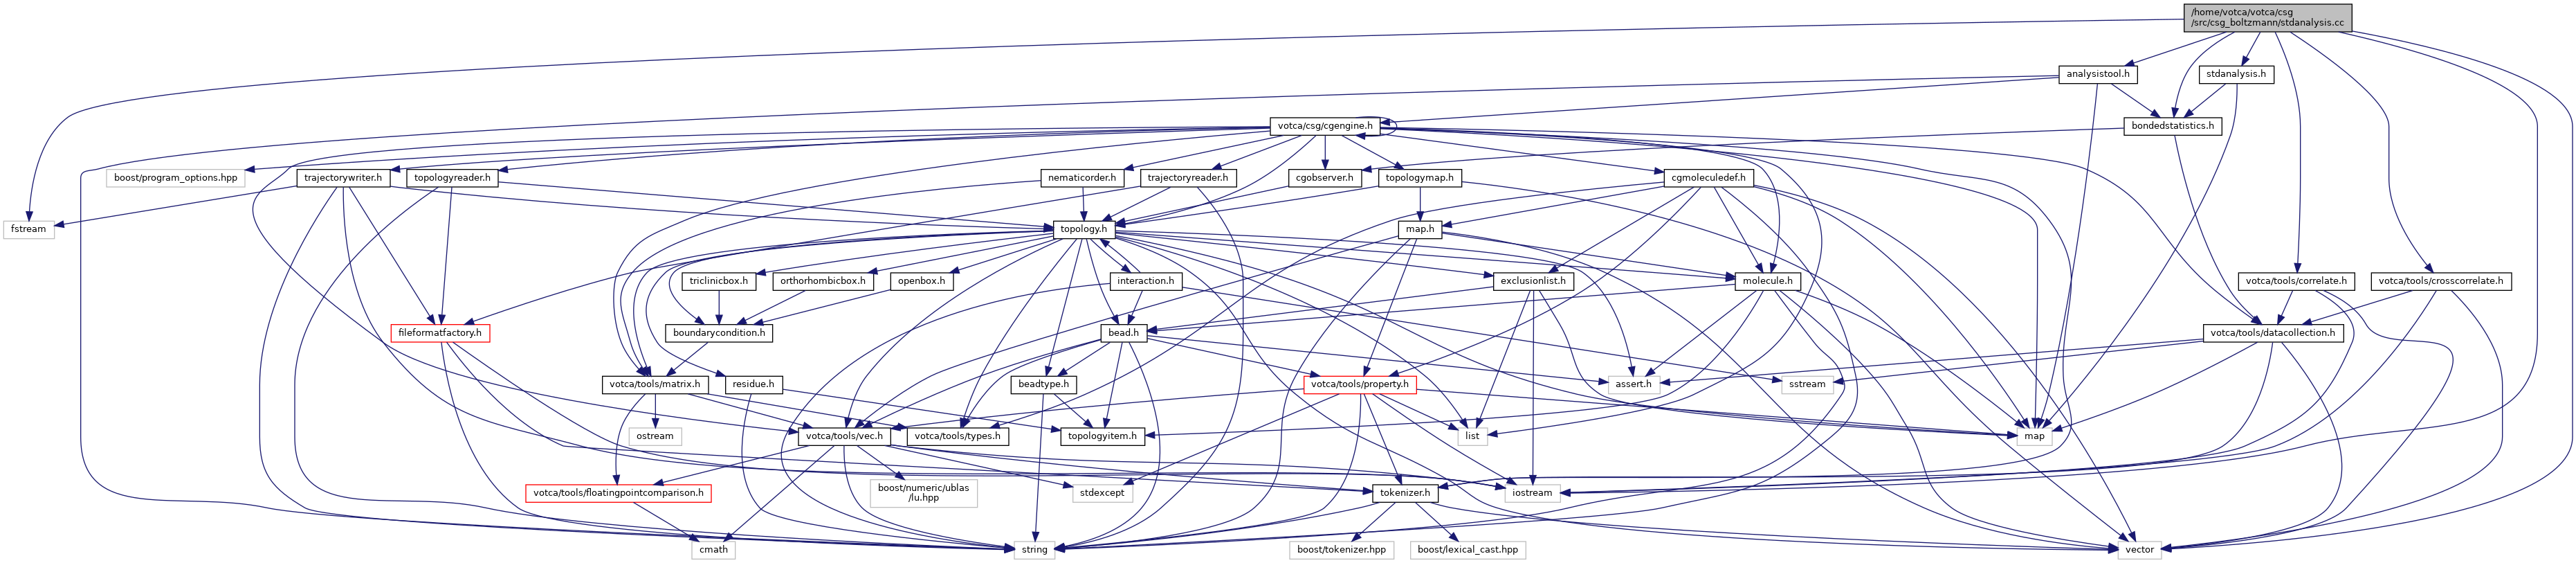 /home/votca/votca/csg
/src/csg_boltzmann/stdanalysis.cc
analysistool.h
stdanalysis.h
votca/csg/cgengine.h
bondedstatistics.h
boost/program_options.hpp
trajectorywriter.h
topologyreader.h
nematicorder.h
trajectoryreader.h
cgobserver.h
topologymap.h
cgmoleculedef.h
fstream
topology.h
map.h
triclinicbox.h
orthorhombicbox.h
openbox.h
interaction.h
exclusionlist.h
molecule.h
votca/tools/correlate.h
votca/tools/crosscorrelate.h
fileformatfactory.h
boundarycondition.h
bead.h
votca/tools/datacollection.h
votca/tools/matrix.h
residue.h
beadtype.h
votca/tools/property.h
assert.h
sstream
ostream
votca/tools/vec.h
votca/tools/types.h
topologyitem.h
list
map
votca/tools/floatingpointcomparison.h
boost/numeric/ublas
/lu.hpp
stdexcept
tokenizer.h
iostream
cmath
string
boost/tokenizer.hpp
boost/lexical_cast.hpp
vector